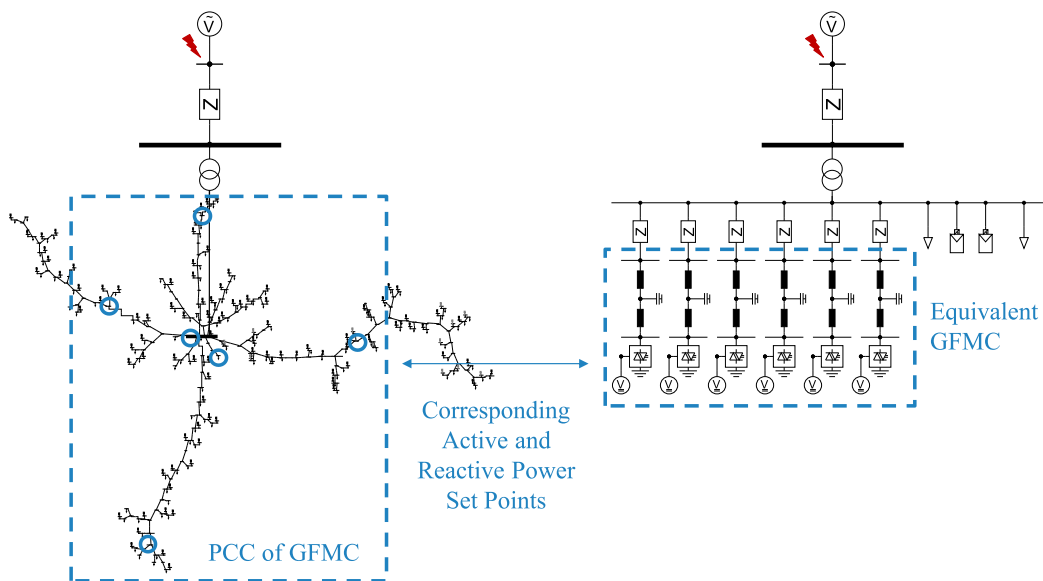 Ṽ
Ṽ
Z
Z
Z
Z
Z
Z
Z
Z
Equivalent
GFMC
V
V
V
V
V
V
Corresponding
Active and
Reactive Power
Set Points
PCC of GFMC